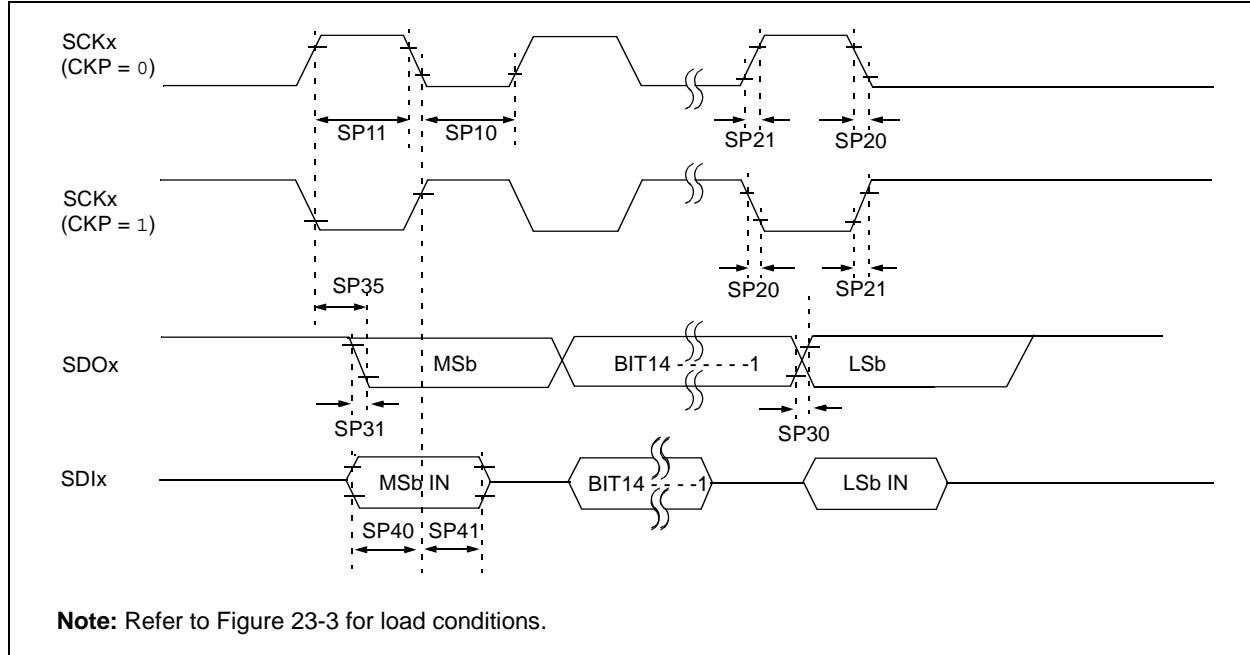 SCKx
(CKP = 0)
SP11
SP10
SP21
SP20
SCKx
(CKP = 1)
SP35
SP20
SP21
SDOx
MSb
BIT14 - - - - - -1
LSb
SP31
SP30
SDIx
MSb IN
BIT14 - - - - -1
LSb IN
SP40
SP41
Note: Refer to Figure 23-3 for load conditions.